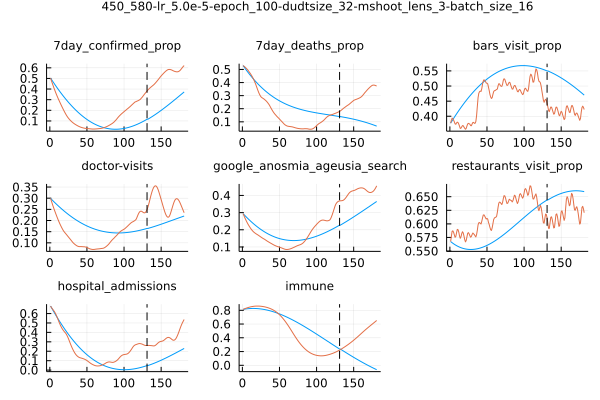 450_580-lr_5.0e-5-epoch_100-dudtsize_32-mshoot_lens_3-batch_size_16
7day_confirmed_prop 7day_deaths_prop bars_visit_prop
0.6 0.5 0.4 0.3 0.2 0.1
0 50 100 150
0.5 0.4 0.3 0.2 0.1
0 50 100 150
0.55 0.50 0.45 0.40
0 50 100 150
doctor-visits google_anosmia_ageusia_search restaurants_visit_prop
0.35 0.30 0.25 0.20 0.15 0.10
0 50 100 150
0.4 0.3 0.2 0.1
0 50 100 150
0.650 0.625 0.600 0.575 0.550
0 50 100 150
hospital_admissions immune
0.6 0.5 0.4 0.3 0.2 0.1 0.0
0 50 100 150
0.8 0.6 0.4 0.2 0.0
0 50 100 150